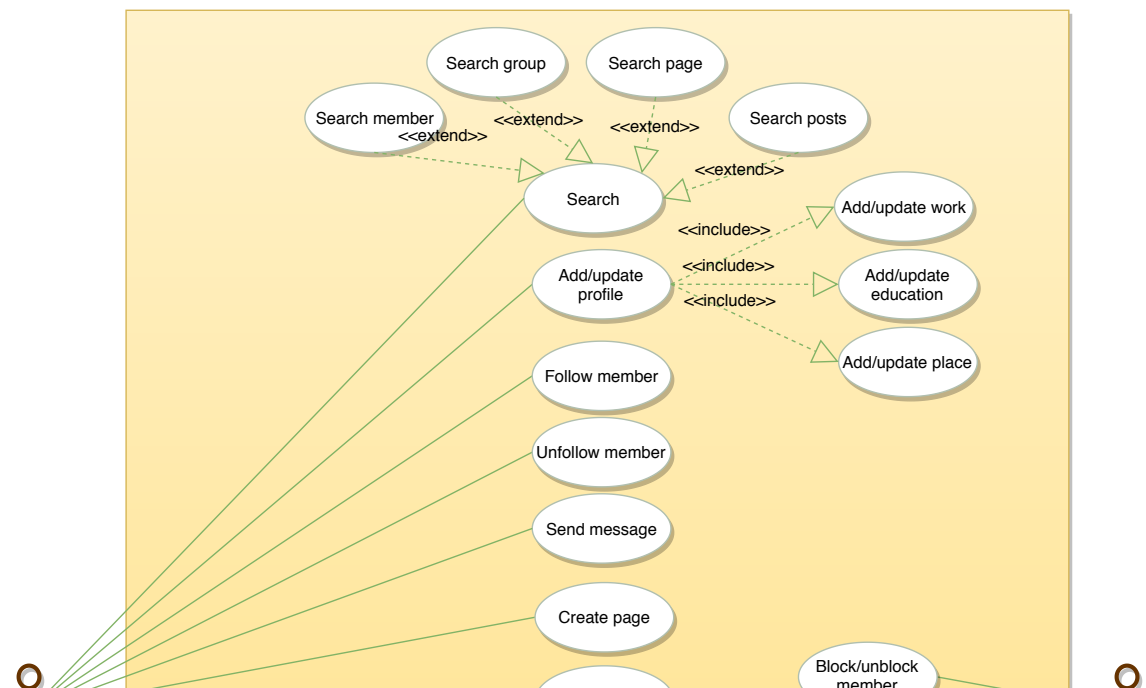 Search group
Search page
Search member
Search posts
<<extend>>
<<extend>>
<<extend>>
<<extend>>
Search
Add/update work
<<include>>
<<include>>
<<include>>
Add/update
profile
Add/update
education
Add/update place
Follow member
Unfollow member
Send message
Create page
Block/unblock
member